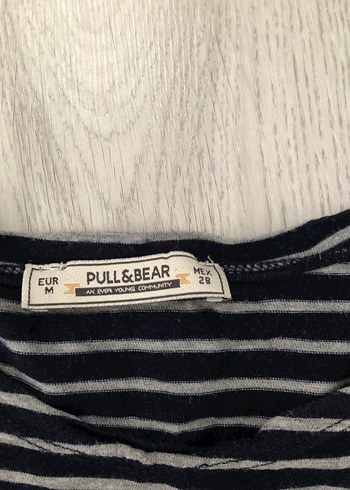 EUR
M
PULL&BEAR
AN EVER YOUNG COMMUNITY
MEX
28